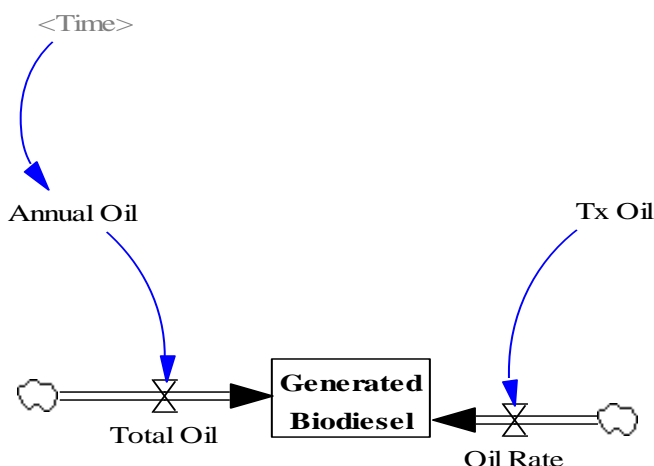 <Time>
Annual Oil
Tx Oil
Generated
Biodiesel
Total Oil
Oil Rate